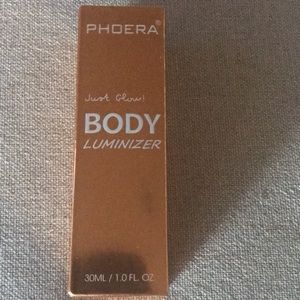 PHOERA®
Just Glow!
BODY
LUMINIZER
30ML / 1.0 FL. OZ